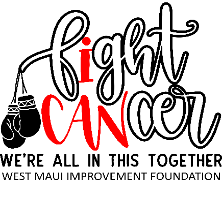 fight
CANcer
WE'RE ALL IN THIS TOGETHER
WEST MAUI IMPROVEMENT FOUNDATION